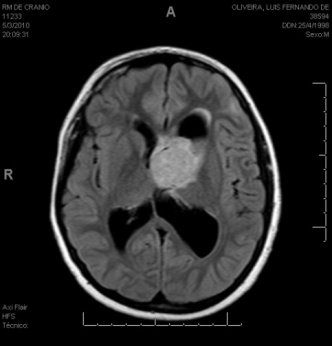 RM DE CRANIO
11233
5/3/2010
20:09:31
A
OLIVEIRA, LUIS FERNANDO DE
38594
DDN:25/4/1998
Sexo:M
R
Axi Flair
HFS
Técnico: